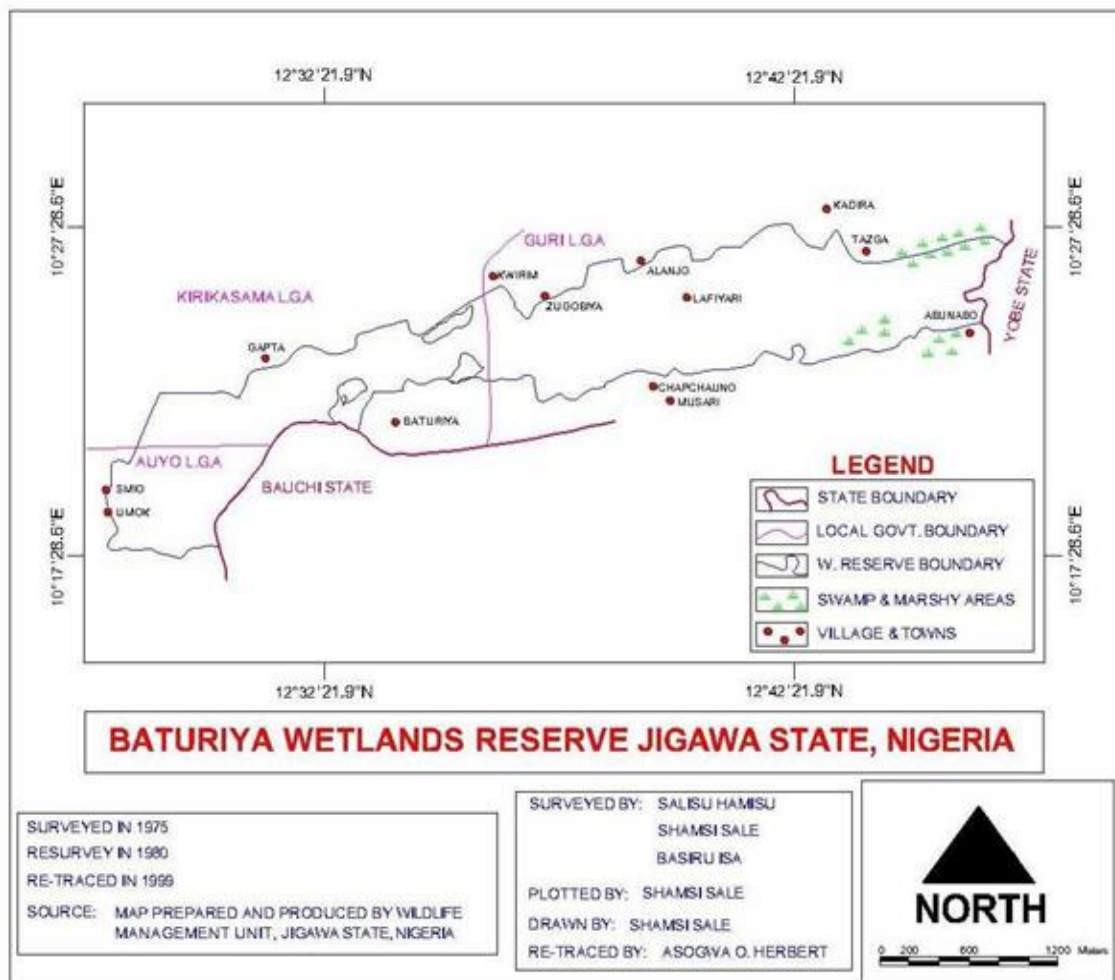 12°32'21.9"N
12°42'21.9"N
10°27'28.6"E
10°27'28.6"E
KADIRA
GURI L.G.A
TAZGA
KWIRIM
ALANJO
KIRIKASAMA L.G.A
ZUGOBIYA
LAFIYARI
YOBE STATE
ABUNABO
GAPTA
CHAPCHAUNO
MUSARI
BATURIYA
AUYO L.G.A
BAUCHI STATE
SMIO
UMOK
10°17'28.6"E
10°17'28.6"E
LEGEND
STATE BOUNDARY
LOCAL GOVT. BOUNDARY
W. RESERVE BOUNDARY
SWAMP & MARSHY AREAS
VILLAGE & TOWNS
12°32'21.9"N
12°42'21.9"N
BATURIYA WETLANDS RESERVE JIGAWA STATE, NIGERIA
SURVEYED IN 1975
RESURVEY IN 1980
RE-TRACED IN 1999
SOURCE: MAP PREPARED AND PRODUCED BY WILDLIFE
MANAGEMENT UNIT, JIGAWA STATE, NIGERIA
SURVEYED BY: SALISU HAMISU
SHAMSI SALE
BASIRU ISA
PLOTTED BY: SHAMSI SALE
DRAWN BY: SHAMSI SALE
RE-TRACED BY: ASOGWA O. HERBERT
NORTH
0 200 600 1200 Meters